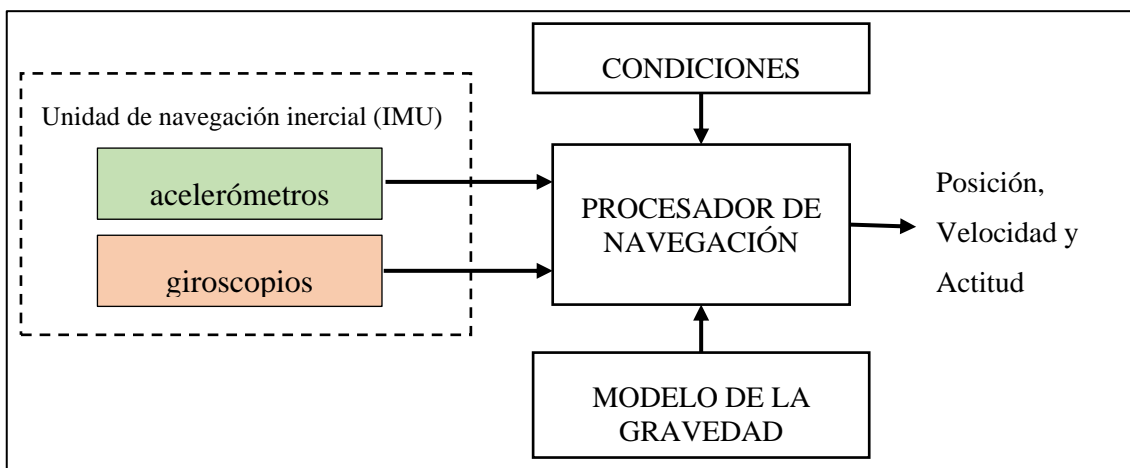 CONDICIONES
Unidad de navegación inercial (IMU)
acelerómetros
giroscopios
PROCESADOR DE
NAVEGACIÓN
Posición,
Velocidad y
Actitud
MODELO DE LA
GRAVEDAD